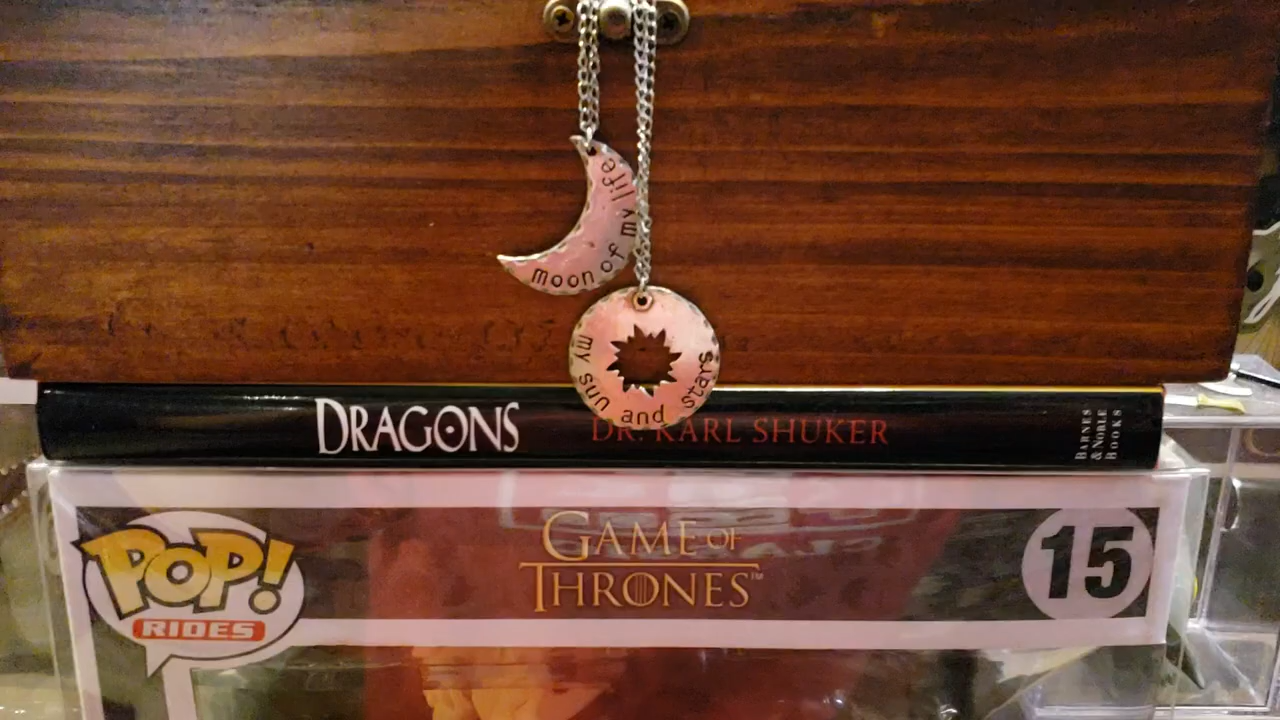 moon of my life
my sun and stars
DRAGONS DR. KARL SHUKER
BARNES
& NOBLE
BOOKS
POP!
RIDES
GAME OF
THRONES™
15